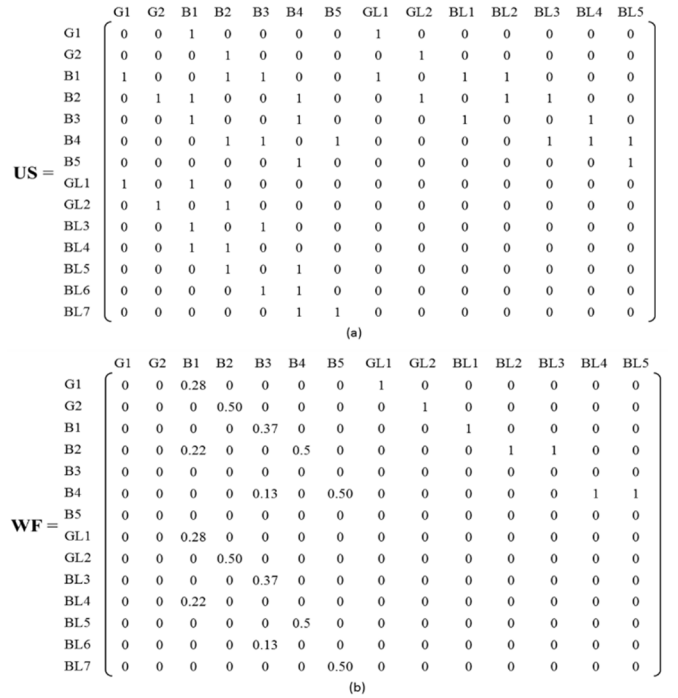 G1 G2 B1 B2 B3 B4 B5 GL1 GL2 BL1 BL2 BL3 BL4 BL5
G1 0 0 1 0 0 0 0 1 0 0 0 0 0 0
G2 0 0 0 1 0 0 0 0 1 0 0 0 0 0
B1 1 0 0 1 1 0 0 1 0 1 1 0 0 0
B2 0 1 1 0 0 1 0 0 1 0 1 1 0 0
B3 0 0 1 0 0 1 0 0 0 1 0 0 1 0
B4 0 0 0 1 1 0 1 0 0 0 0 1 1 1
B5 0 0 0 0 0 1 0 0 0 0 0 0 0 1
US =
GL1 1 0 1 0 0 0 0 0 0 0 0 0 0 0
GL2 0 1 0 1 0 0 0 0 0 0 0 0 0 0
BL3 0 0 1 0 1 0 0 0 0 0 0 0 0 0
BL4 0 0 1 1 0 0 0 0 0 0 0 0 0 0
BL5 0 0 0 1 0 1 0 0 0 0 0 0 0 0
BL6 0 0 0 0 1 1 0 0 0 0 0 0 0 0
BL7 0 0 0 0 0 1 1 0 0 0 0 0 0 0
(a)
G1 G2 B1 B2 B3 B4 B5 GL1 GL2 BL1 BL2 BL3 BL4 BL5
G1 0 0 0.28 0 0 0 0 1 0 0 0 0 0 0
G2 0 0 0 0.50 0 0 0 0 1 0 0 0 0 0
B1 0 0 0 0 0.37 0 0 0 0 1 0 0 0 0
B2 0 0 0.22 0 0 0.5 0 0 0 0 1 1 0 0
B3 0 0 0 0 0 0 0 0 0 0 0 0 0 0
B4 0 0 0 0 0.13 0 0.50 0 0 0 0 0 1 1
B5 0 0 0 0 0 0 0 0 0 0 0 0 0 0
WF =
GL1 0 0 0.28 0 0 0 0 0 0 0 0 0 0 0
GL2 0 0 0 0.50 0 0 0 0 0 0 0 0 0 0
BL3 0 0 0 0 0.37 0 0 0 0 0 0 0 0 0
BL4 0 0 0.22 0 0 0 0 0 0 0 0 0 0 0
BL5 0 0 0 0 0 0.5 0 0 0 0 0 0 0 0
BL6 0 0 0 0 0.13 0 0 0 0 0 0 0 0 0
BL7 0 0 0 0 0 0 0.50 0 0 0 0 0 0 0
(b)